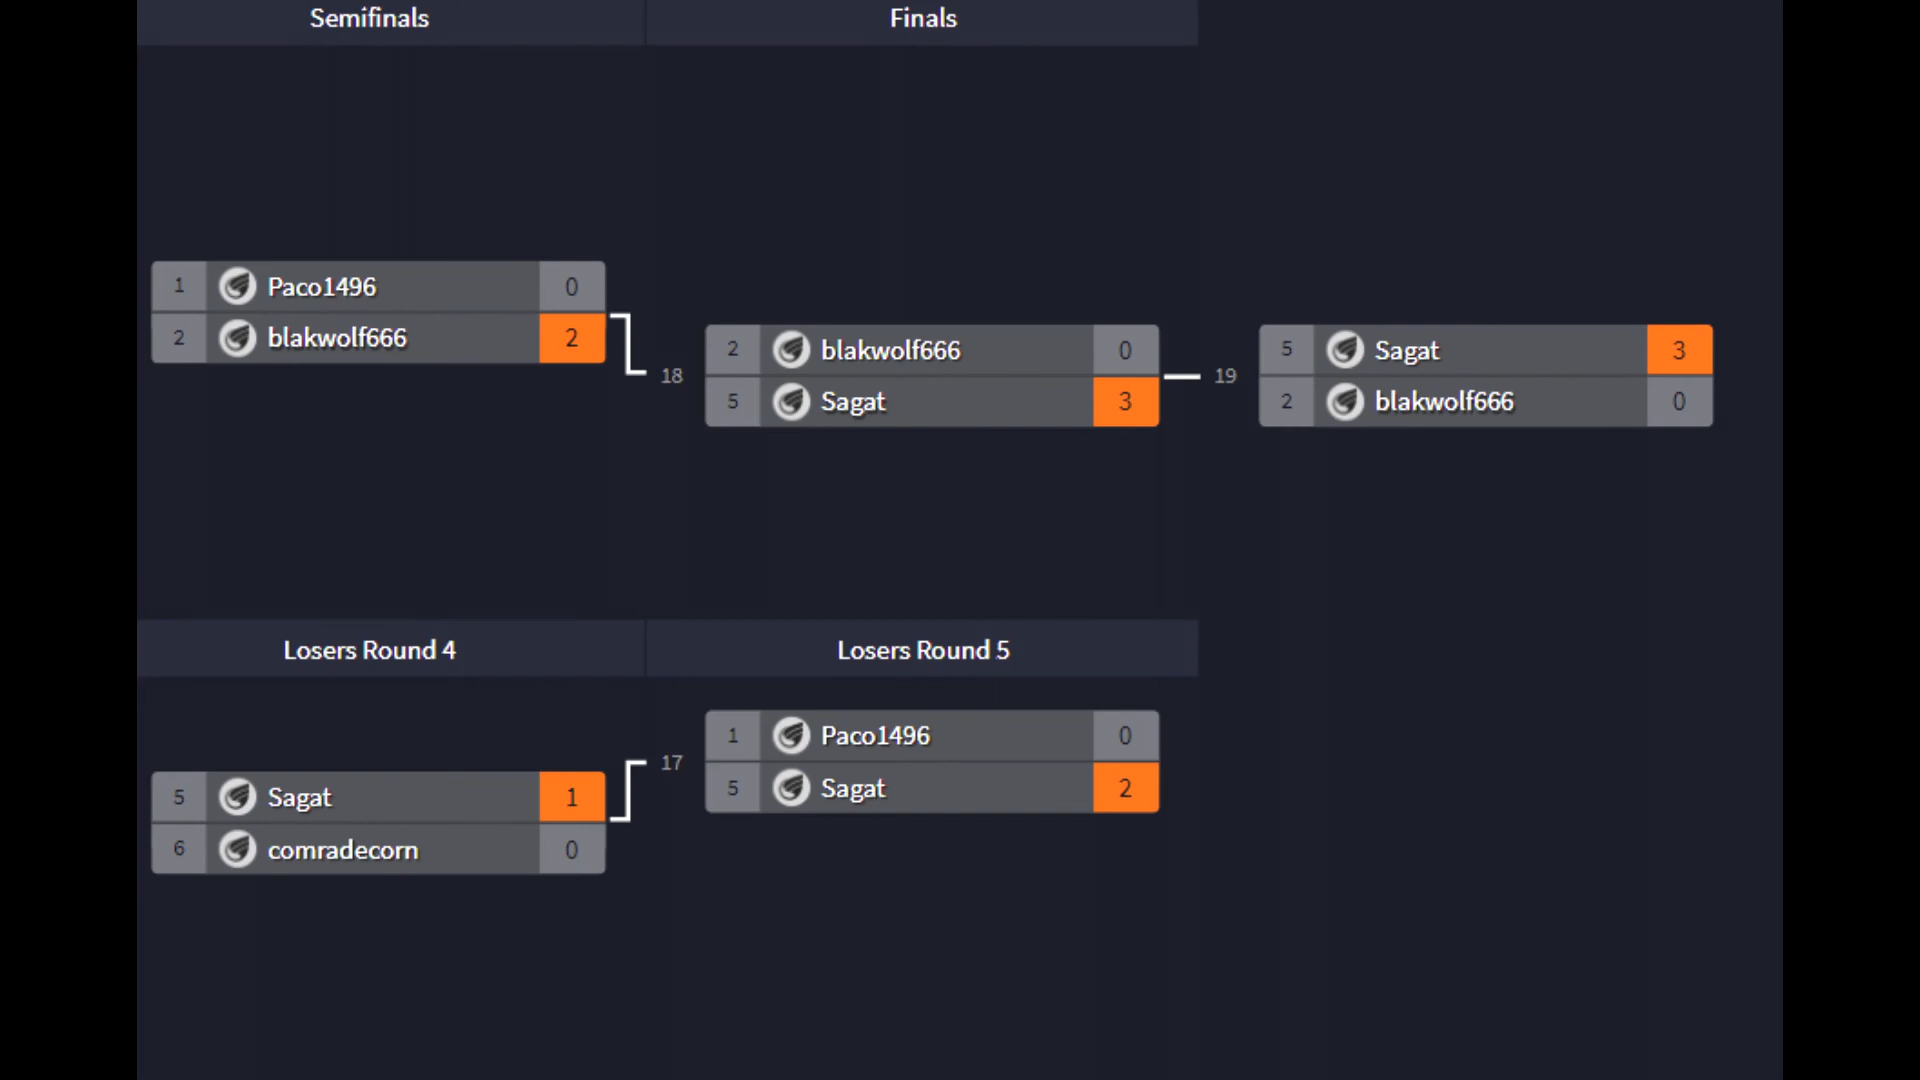 Semifinals Finals
1 Paco1496 0
2 blakwolf666 2
18
2 blakwolf666 0
5 Sagat 3
19
5 Sagat 3
2 blakwolf666 0
Losers Round 4 Losers Round 5
5 Sagat 1
6 comradecorn 0
17
1 Paco1496 0
5 Sagat 2